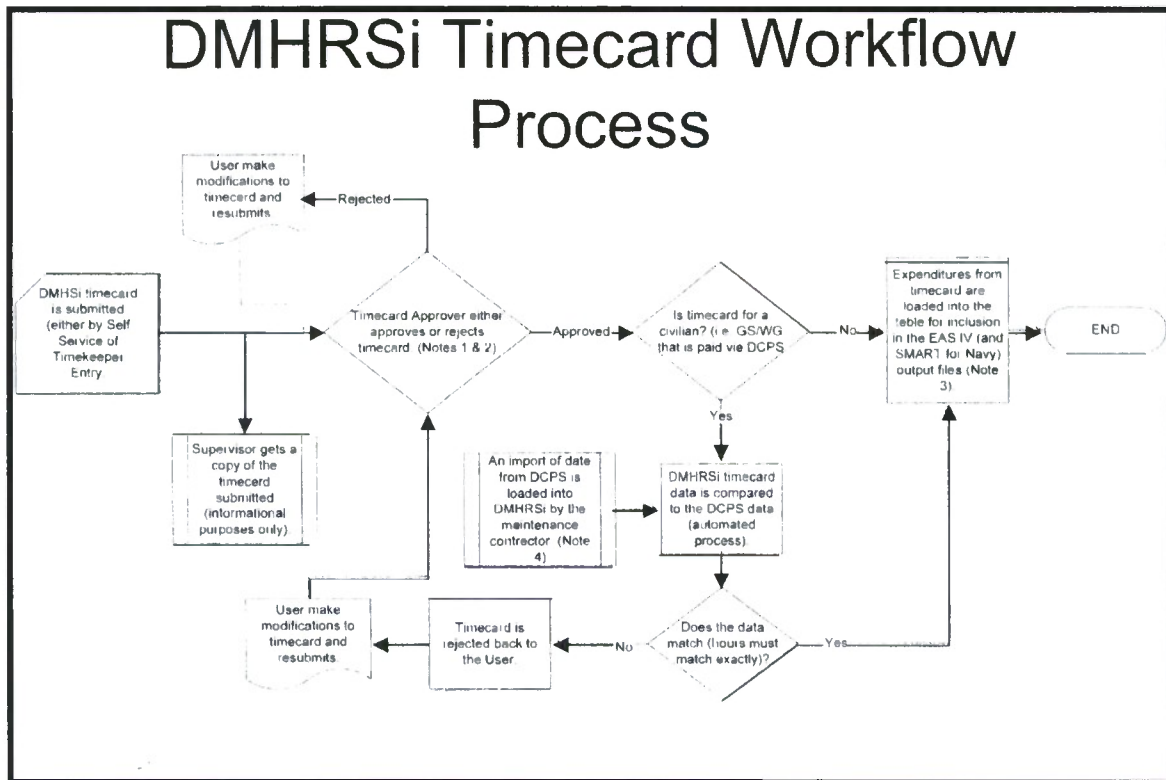 DMHRSi Timecard Workflow
Process
User make
modifications to
timecerd and
resubmits
Rejected
DMHSi timecard
is submitted
(either by Self
Service of
Timekeeper
Entry.
Timecard Approver either
approves or rejects
timecard (Notes 1 & 2)
Approved
Is timecard for a
civilian? (i.e. GS/WG
that is paid via DCPS
No
Expenditures from
timecard are
loaded into the
table for inclusion
in the EAS IV (and
SMART for Navy)
output files (Note
3)
END
Yes
Supervisor gets a
copy of the
timecerd
submitted
(informational
purposes only)
An import of date
from DCPS is
loaded into
DMHRSi by the
maintenance
contractor (Note
4)
DMHRSi timecard
data is compared
to the DCPS data
(automated
process)
User make
modifications to
timecard and
resubmits
Timecard is
rejected back to
the User
No
Does the data
match (hours must
match exactly)?
Yes